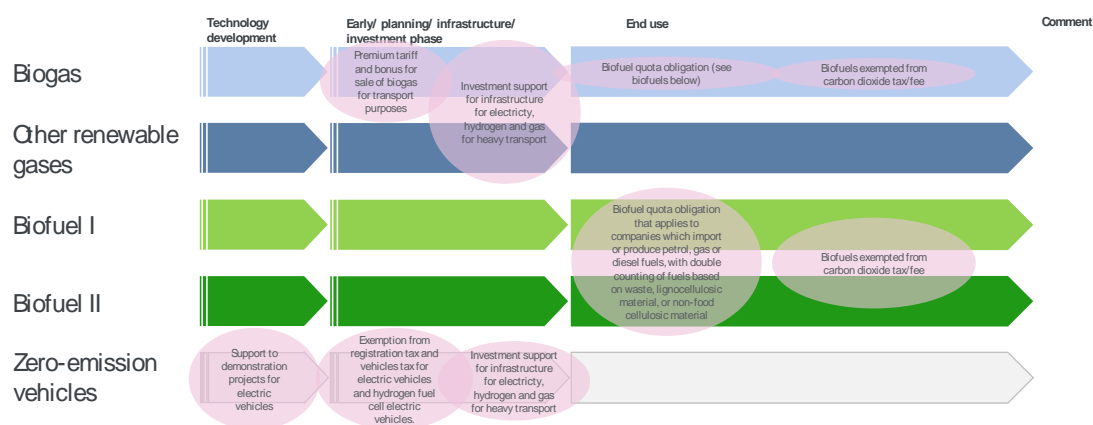 Technology
development
Early/ planning/ infrastructure/
investment phase
End use
Comment
Biogas
Premium tariff
and bonus for
sale of biogas
for transport
purposes
Investment support
for infrastructure
for electricty,
hydrogen and gas
for heavy transport
Biofuel quota obligation (see
biofuels below)
Biofuels exempted from
carbon dioxide tax/fee
Other renewable
gases
Biofuel I
Biofuel quota obligation
that applies to
companies which import
or produce petrol, gas or
diesel fuels, with double
counting of fuels based
on waste, lignocellulosic
material, or non-food
cellulosic material
Biofuels exempted from
carbon dioxide tax/fee
Biofuel II
Zero-emission
vehicles
Support to
demonstration
projects for
electric
vehicles
Exemption from
registration tax and
vehicles tax for
electric vehicles
and hydrogen fuel
cell electric
vehicles.
Investment support
for infrastructure
for electricty,
hydrogen and gas
for heavy transport